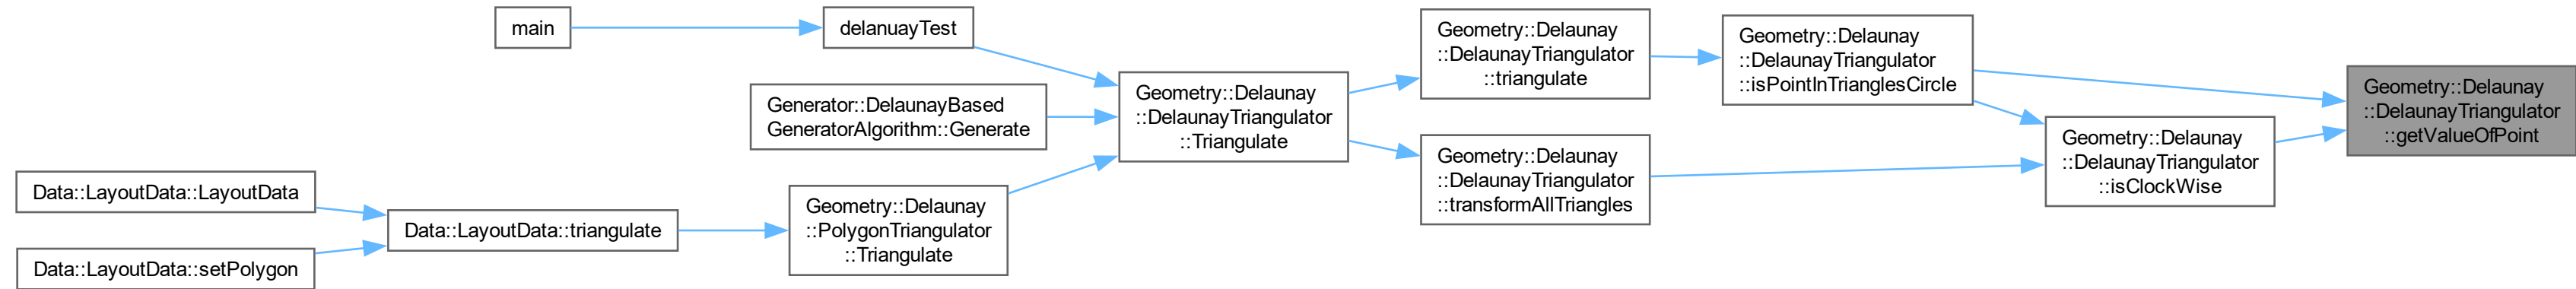 main
delanuayTest
Generator::DelaunayBased
GeneratorAlgorithm::Generate
Data::LayoutData::LayoutData
Data::LayoutData::setPolygon
Data::LayoutData::triangulate
Geometry::Delaunay
::PolygonTriangulator
::Triangulate
Geometry::Delaunay
::DelaunayTriangulator
::Triangulate
Geometry::Delaunay
::DelaunayTriangulator
::triangulate
Geometry::Delaunay
::DelaunayTriangulator
::transformAllTriangles
Geometry::Delaunay
::DelaunayTriangulator
::isPointInTrianglesCircle
Geometry::Delaunay
::DelaunayTriangulator
::isClockWise
Geometry::Delaunay
::DelaunayTriangulator
::getValueOfPoint